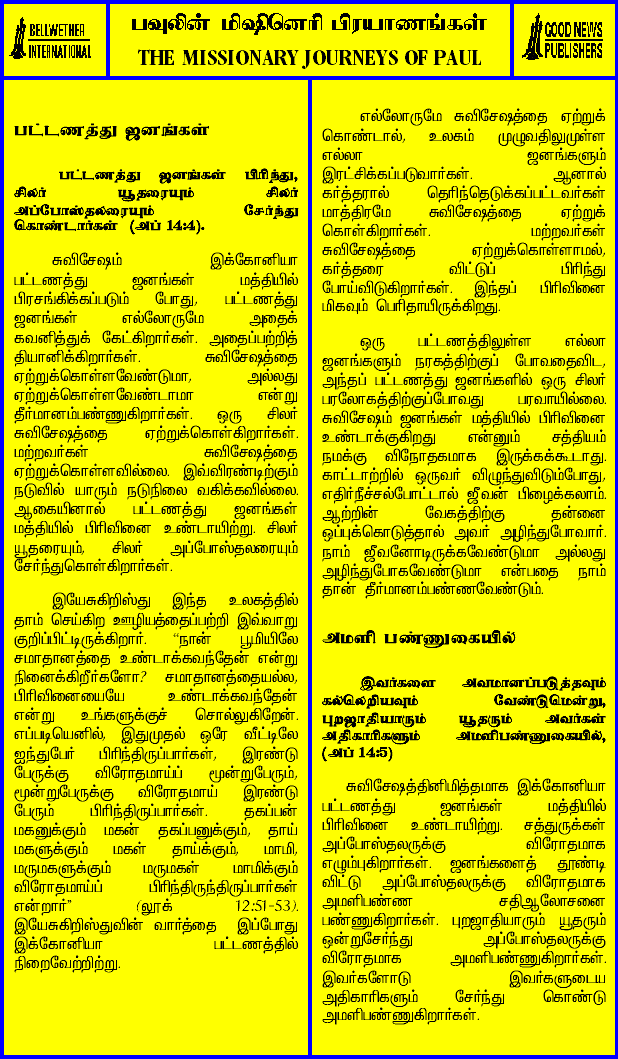 BELLWETHER
INTERNATIONAL
பவுலின் மிஷினெரி பிரயாணங்கள்
THE MISSIONARY JOURNEYS OF PAUL
GOOD NEWS
PUBLISHERS
பட்டணத்து ஜனங்கள்
பட்டணத்து ஜனங்கள் பிரிந்து,
சிலர் யூதரையும் சிலர்
அப்போஸ்தலரையும் சேர்ந்து
கொண்டார்கள் (அப் 14:4).
சுவிசேஷம் இக்கோனியா
பட்டணத்து ஜனங்கள் மத்தியில்
பிரசங்கிக்கப்படும் போது, பட்டணத்து
ஜனங்கள் எல்லோருமே அதைக்
கவனித்துக் கேட்கிறார்கள். அதைப்பற்றித்
தியானிக்கிறார்கள். சுவிசேஷத்தை
ஏற்றுக்கொள்ளவேண்டுமா, அல்லது
ஏற்றுக்கொள்ளவேண்டாமா என்று
தீர்மானம்பண்ணுகிறார்கள். ஒரு சிலர்
சுவிசேஷத்தை ஏற்றுக்கொள்கிறார்கள்.
மற்றவர்கள் சுவிசேஷத்தை
ஏற்றுக்கொள்ளவில்லை. இவ்விரண்டிற்கும்
நடுவில் யாரும் நடுநிலை வகிக்கவில்லை.
ஆகையினால் பட்டணத்து ஜனங்கள்
மத்தியில் பிரிவினை உண்டாயிற்று. சிலர்
யூதரையும், சிலர் அப்போஸ்தலரையும்
சேர்ந்துகொள்கிறார்கள்.
இயேசுகிறிஸ்து இந்த உலகத்தில்
தாம் செய்கிற ஊழியத்தைப்பற்றி இவ்வாறு
குறிப்பிட்டிருக்கிறார். “நான் பூமியிலே
சமாதானத்தை உண்டாக்கவந்தேன் என்று
நினைக்கிறீர்களோ? சமாதானத்தையல்ல,
பிரிவினையையே உண்டாக்கவந்தேன்
என்று உங்களுக்குச் சொல்லுகிறேன்.
எப்படியெனில், இதுமுதல் ஒரே வீட்டிலே
ஐந்துபேர் பிரிந்திருப்பார்கள், இரண்டு
பேருக்கு விரோதமாய்ப் மூன்றுபேரும்,
மூன்றுபேருக்கு விரோதமாய் இரண்டு
பேரும் பிரிந்திருப்பார்கள். தகப்பன்
மகனுக்கும் மகன் தகப்பனுக்கும், தாய்
மகளுக்கும் மகள் தாய்க்கும், மாமி,
மருமகளுக்கும் மருமகள் மாமிக்கும்
விரோதமாய்ப் பிரிந்திருந்திருப்பார்கள்
என்றார்” (லூக் 12:51-53).
இயேசுகிறிஸ்துவின் வார்த்தை இப்போது
இக்கோனியா பட்டணத்தில்
நிறைவேற்றிற்று.
எல்லோருமே சுவிசேஷத்தை ஏற்றுக்
கொண்டால், உலகம் முழுவதிலுமுள்ள
எல்லா ஜனங்களும்
இரட்சிக்கப்படுவார்கள். ஆனால்
கர்த்தரால் தெரிந்தெடுக்கப்பட்டவர்கள்
மாத்திரமே சுவிசேஷத்தை ஏற்றுக்
கொள்கிறார்கள். மற்றவர்கள்
சுவிசேஷத்தை ஏற்றுக்கொள்ளாமல்,
கர்த்தரை விட்டுப் பிரிந்து
போய்விடுகிறார்கள். இந்தப் பிரிவினை
மிகவும் பெரிதாயிருக்கிறது.
ஒரு பட்டணத்திலுள்ள எல்லா
ஜனங்களும் நரகத்திற்குப் போவதைவிட,
அந்தப் பட்டணத்து ஜனங்களில் ஒரு சிலர்
பரலோகத்திற்குப்போவது பரவாயில்லை.
சுவிசேஷம் ஜனங்கள் மத்தியில் பிரிவினை
உண்டாக்குகிறது என்னும் சத்தியம்
நமக்கு விநோதமாக இருக்கக்கூடாது.
காட்டாற்றில் ஒருவர் விழுந்துவிடும்போது,
எதிர்நீச்சல்போட்டால் ஜீவன் பிழைக்கலாம்.
ஆற்றின் வேகத்திற்கு தன்னை
ஒப்புக்கொடுத்தால் அவர் அழிந்துபோவார்.
நாம் ஜீவனோடிருக்கவேண்டுமா அல்லது
அழிந்துபோகவேண்டுமா என்பதை நாம்
தான் தீர்மானம்பண்ணவேண்டும்.
அமளி பண்ணுகையில்
இவர்களை அவமானப்படுத்தவும்
கல்லெறியவும் வேண்டுமென்று,
புறஜாதியாரும் யூதரும் அவர்கள்
அதிகாரிகளும் அமளிபண்ணுகையில்,
(அப் 14:5)
சுவிசேஷத்தினிமித்தமாக இக்கோனியா
பட்டணத்து ஜனங்கள் மத்தியில்
பிரிவினை உண்டாயிற்று. சத்துருக்கள்
அப்போஸ்தலருக்கு விரோதமாக
எழும்புகிறார்கள். ஜனங்களைத் தூண்டி
விட்டு அப்போஸ்தலருக்கு விரோதமாக
அமளிபண்ண சதிஆலோசனை
பண்ணுகிறார்கள். புறஜாதியாரும் யூதரும்
ஒன்றுசேர்ந்து அப்போஸ்தலருக்கு
விரோதமாக அமளிபண்ணுகிறார்கள்.
இவர்களோடு இவர்களுடைய
அதிகாரிகளும் சேர்ந்து கொண்டு
அமளிபண்ணுகிறார்கள்.